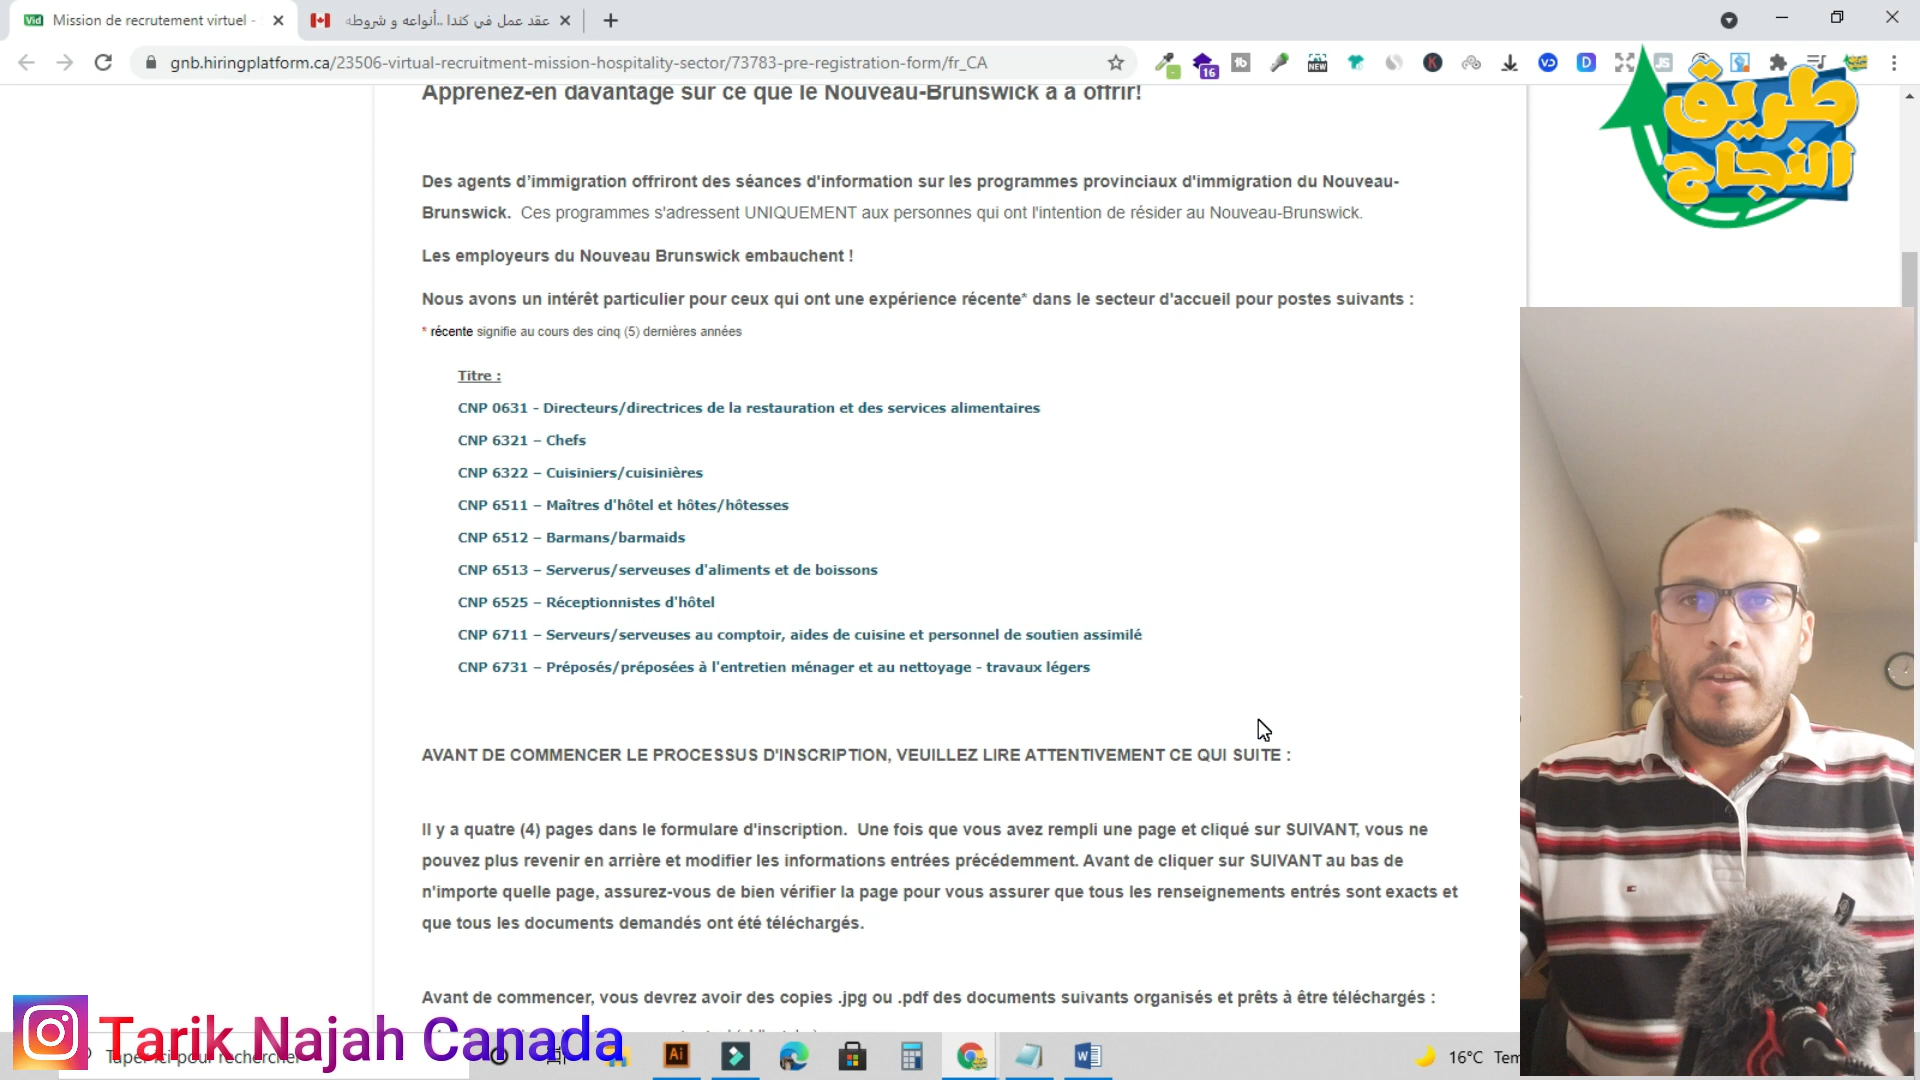 Mission de recrutement virtuel -
عقد عمل في كندا ..أنواعه و شروطه
gnb.hiringplatform.ca/23506-virtual-recruitment-mission-hospitality-sector/73783-pre-registration-form/fr_CA
طريق
النجاح
Apprenez-en davantage sur ce que le Nouveau-Brunswick a à offrir!
Des agents d’immigration offriront des séances d'information sur les programmes provinciaux d'immigration du Nouveau-
Brunswick. Ces programmes s'adressent UNIQUEMENT aux personnes qui ont l'intention de résider au Nouveau-Brunswick.
Les employeurs du Nouveau Brunswick embauchent !
Nous avons un intérêt particulier pour ceux qui ont une expérience récente* dans le secteur d'accueil pour postes suivants :
* récente signifie au cours des cinq (5) dernières années
Titre :
CNP 0631 - Directeurs/directrices de la restauration et des services alimentaires
CNP 6321 – Chefs
CNP 6322 – Cuisiniers/cuisinières
CNP 6511 – Maîtres d'hôtel et hôtes/hôtesses
CNP 6512 – Barmans/barmaids
CNP 6513 – Serverus/serveuses d'aliments et de boissons
CNP 6525 – Réceptionnistes d'hôtel
CNP 6711 – Serveurs/serveuses au comptoir, aides de cuisine et personnel de soutien assimilé
CNP 6731 – Préposés/préposées à l'entretien ménager et au nettoyage - travaux légers
AVANT DE COMMENCER LE PROCESSUS D'INSCRIPTION, VEUILLEZ LIRE ATTENTIVEMENT CE QUI SUITE :
Il y a quatre (4) pages dans le formulaire d'inscription. Une fois que vous avez rempli une page et cliqué sur SUIVANT, vous ne
pouvez plus revenir en arrière et modifier les informations entrées précédemment. Avant de cliquer sur SUIVANT au bas de
n'importe quelle page, assurez-vous de bien vérifier la page pour vous assurer que tous les renseignements entrés sont exacts et
que tous les documents demandés ont été téléchargés.
Avant de commencer, vous devrez avoir des copies .jpg ou .pdf des documents suivants organisés et prêts à être téléchargés :
Tarik Najah Canada
Taper ici pour rechercher
16°C Tem